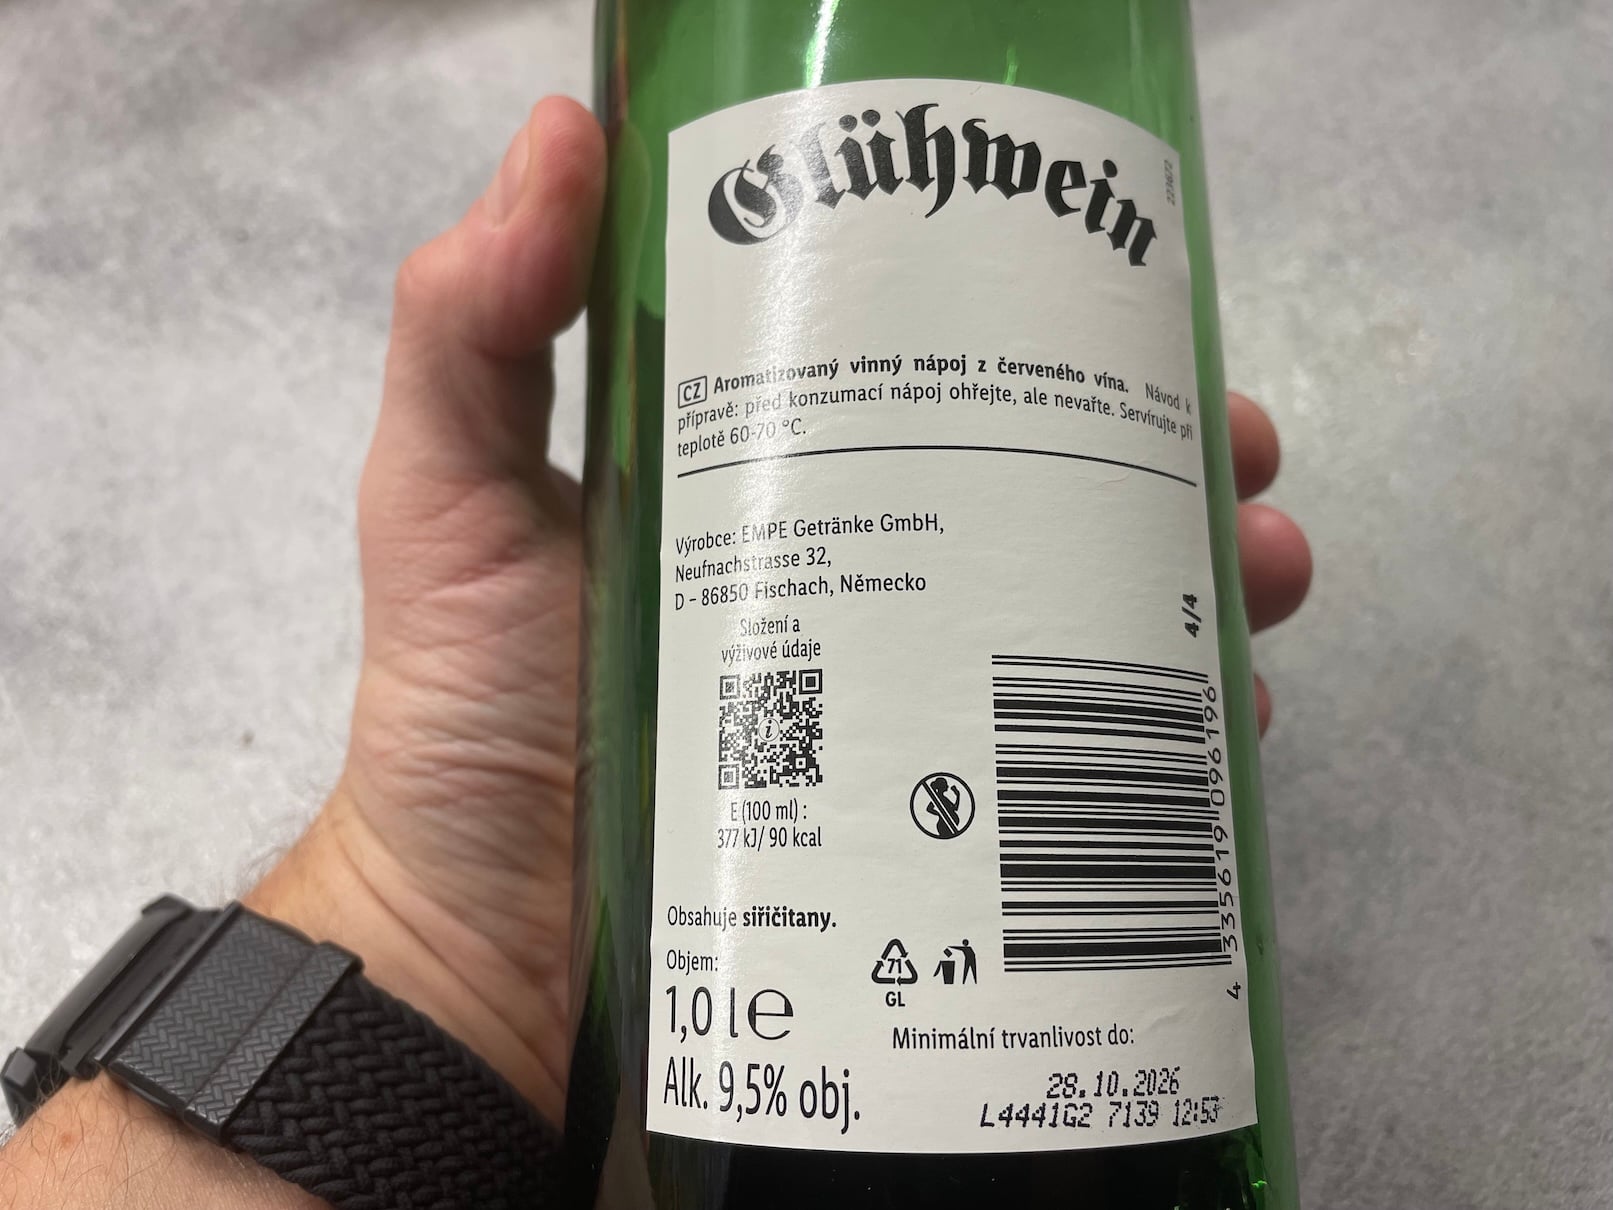 Glühwein
223672
CZ Aromatizovaný vinný nápoj z červeného vína. Návod k
přípravě: před konzumací nápoj ohřejte, ale nevařte. Servírujte při
teplotě 60-70 °C.
Výrobce: EMPE Getränke GmbH,
Neufnachstrasse 32,
D – 86850 Fischach, Německo
Složení a
výživové údaje
i
E (100 ml) :
377 kJ/ 90 kcal
4/4
4 335619 096196
Obsahuje siřičitany.
Objem:
1,0 l e
Alk. 9,5% obj.
71
GL
Minimální trvanlivost do:
28.10.2026
L4441G2 7139 12:53